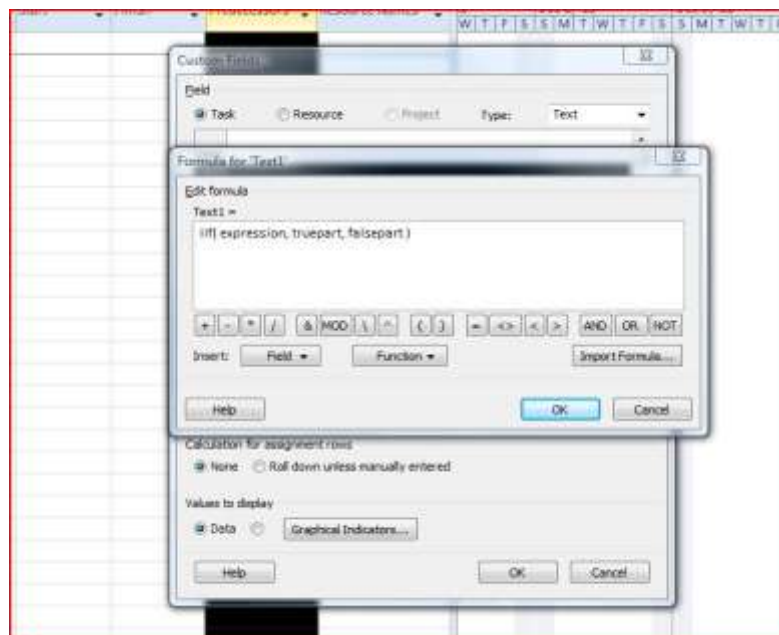 W T F S S M T W T F S S M T W T
Custom Fields
Field
Task Resource Project Type: Text
Formula for 'Text1'
Edit formula
Text1 =
IIf( expression, truepart, falsepart )
+ - * / & MOD \ ^ ( ) = <> < > AND OR NOT
Insert: Field Function Import Formula...
Help OK Cancel
Calculation for assignment rows
None Roll down unless manually entered
Values to display
Data Graphical Indicators...
Help OK Cancel